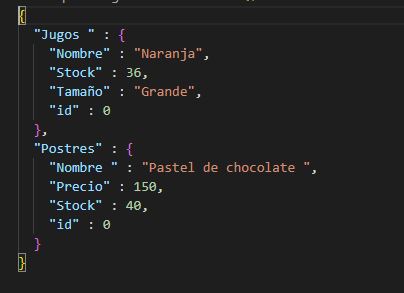 {
"Jugos " : {
"Nombre" : "Naranja",
"Stock" : 36,
"Tamaño" : "Grande",
"id" : 0
},
"Postres" : {
"Nombre " : "Pastel de chocolate ",
"Precio" : 150,
"Stock" : 40,
"id" : 0
}
}